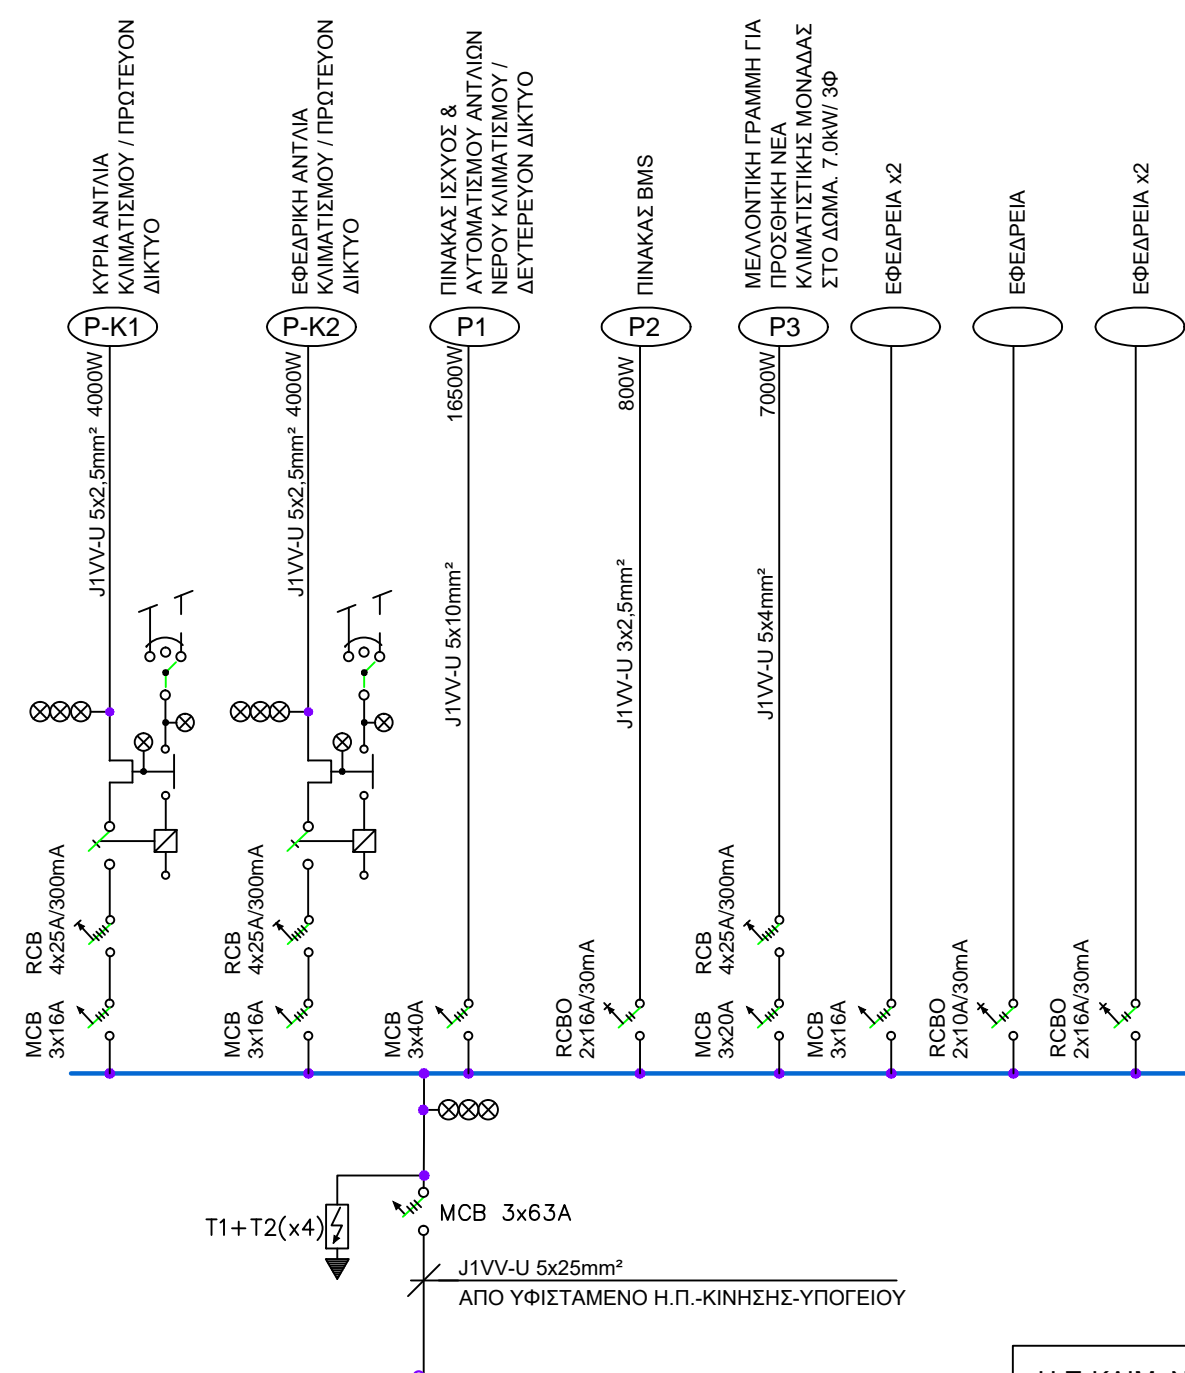 ΚΥΡΙΑ ΑΝΤΛΙΑ
ΚΛΙΜΑΤΙΣΜΟΥ / ΠΡΩΤΕΥΟΝ
ΔΙΚΤΥΟ
ΕΦΕΔΡΙΚΗ ΑΝΤΛΙΑ
ΚΛΙΜΑΤΙΣΜΟΥ / ΠΡΩΤΕΥΟΝ
ΔΙΚΤΥΟ
ΠΙΝΑΚΑΣ ΙΣΧΥΟΣ &
ΑΥΤΟΜΑΤΙΣΜΟΥ ΑΝΤΛΙΩΝ
ΝΕΡΟΥ ΚΛΙΜΑΤΙΣΜΟΥ /
ΔΕΥΤΕΡΕΥΟΝ ΔΙΚΤΥΟ
ΠΙΝΑΚΑΣ BMS
ΜΕΛΛΟΝΤΙΚΗ ΓΡΑΜΜΗ ΓΙΑ
ΠΡΟΣΘΗΚΗ ΝΕΑ
ΚΛΙΜΑΤΙΣΤΙΚΗΣ ΜΟΝΑΔΑΣ
ΣΤΟ ΔΩΜΑ. 7.0kW/ 3Φ
ΕΦΕΔΡΕΙΑ x2
ΕΦΕΔΡΕΙΑ
ΕΦΕΔΡΕΙΑ x2
P-K1
P-K2
P1
P2
P3
J1VV-U 5x2,5mm² 4000W
J1VV-U 5x2,5mm² 4000W
16500W
J1VV-U 5x10mm²
800W
J1VV-U 3x2,5mm²
7000W
J1VV-U 5x4mm²
RCB
4x25A/300mA
RCB
4x25A/300mA
RCB
4x25A/300mA
MCB
3x16A
MCB
3x16A
MCB
3x40A
RCBO
2x16A/30mA
MCB
3x20A
MCB
3x16A
RCBO
2x10A/30mA
RCBO
2x16A/30mA
T1+T2(x4)
MCB 3x63A
J1VV-U 5x25mm²
ΑΠΟ ΥΦΙΣΤΑΜΕΝΟ Η.Π.-ΚΙΝΗΣΗΣ-ΥΠΟΓΕΙΟΥ